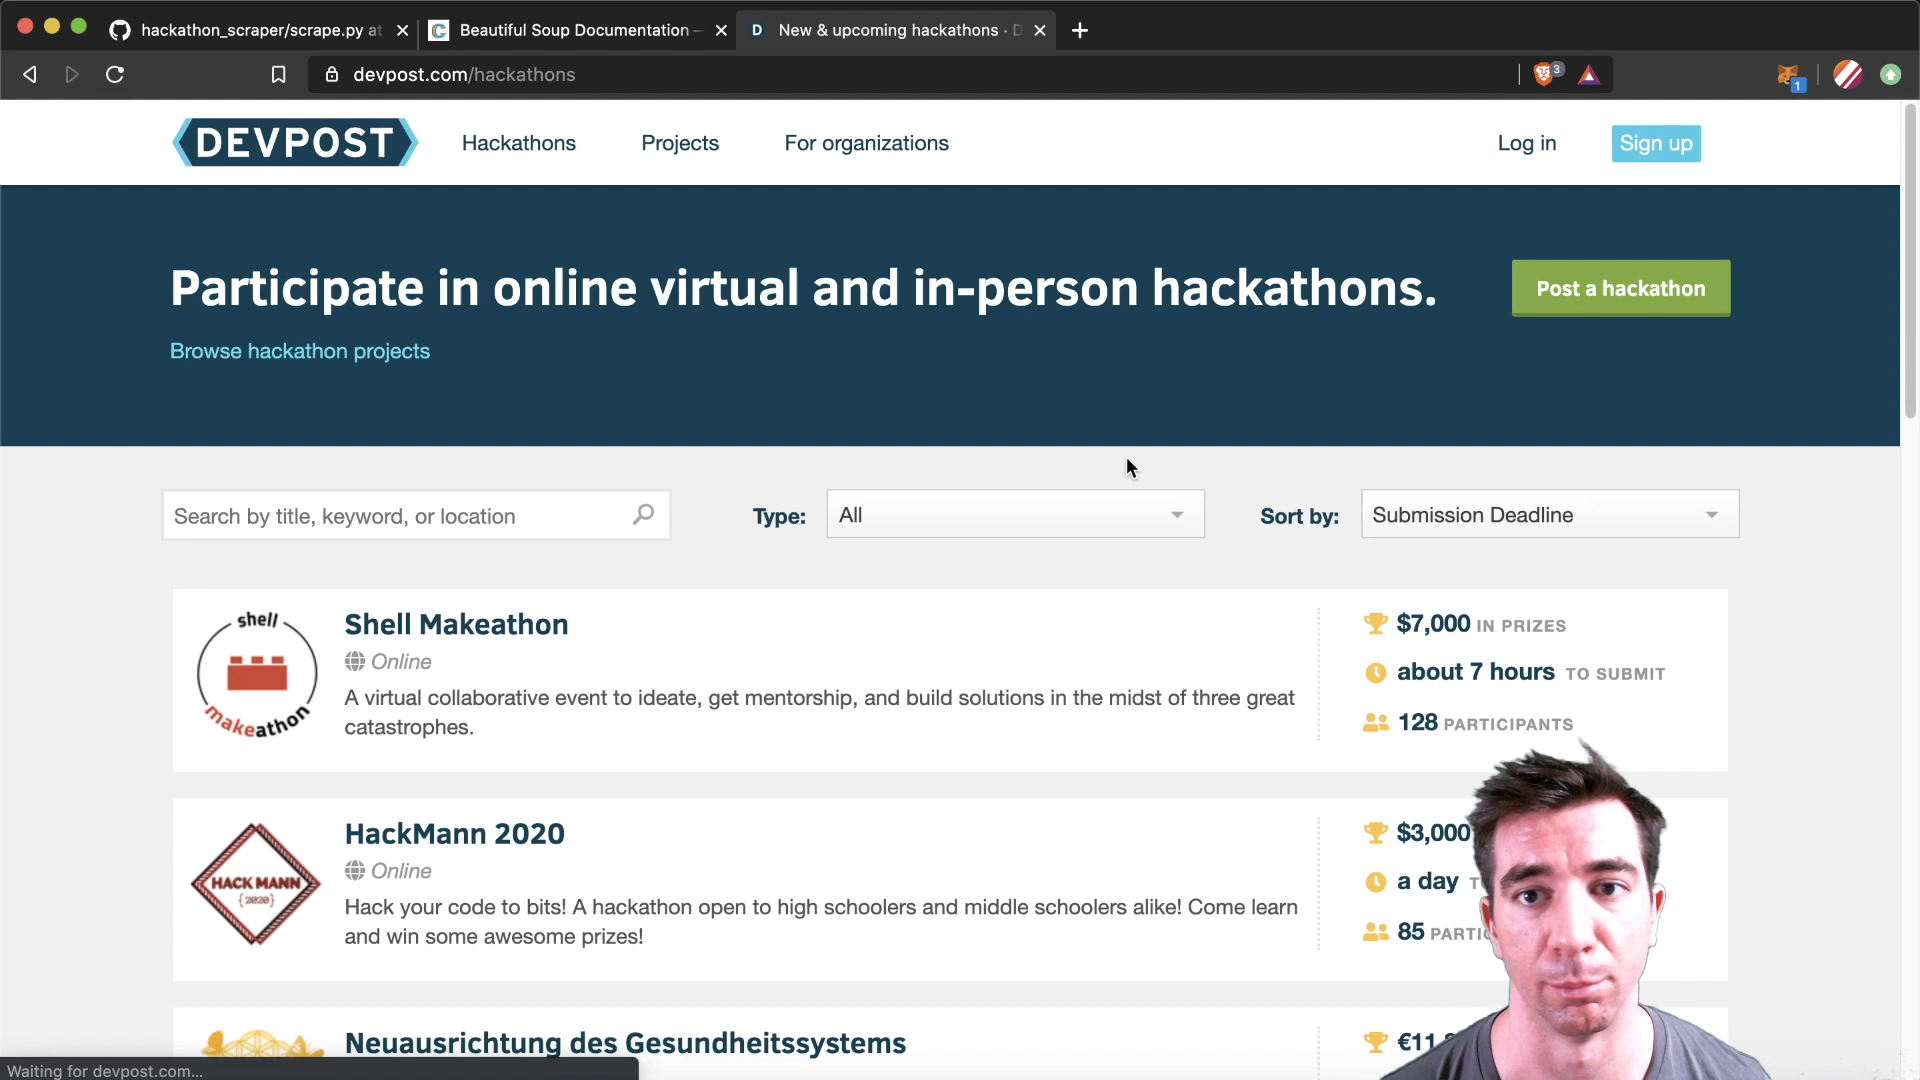 hackathon_scraper/scrape.py at
Beautiful Soup Documentation —
New & upcoming hackathons · D
devpost.com/hackathons
3
1
DEVPOST
Hackathons
Projects
For organizations
Log in
Sign up
Participate in online virtual and in-person hackathons.
Post a hackathon
Browse hackathon projects
Search by title, keyword, or location
Type:
All
Sort by:
Submission Deadline
shell
makeathon
Shell Makeathon
Online
A virtual collaborative event to ideate, get mentorship, and build solutions in the midst of three great
catastrophes.
$7,000 IN PRIZES
about 7 hours TO SUBMIT
128 PARTICIPANTS
HACK MANN
{2020}
HackMann 2020
Online
Hack your code to bits! A hackathon open to high schoolers and middle schoolers alike! Come learn
and win some awesome prizes!
$3,000
a day
85
Neuausrichtung des Gesundheitssystems
Waiting for devpost.com...